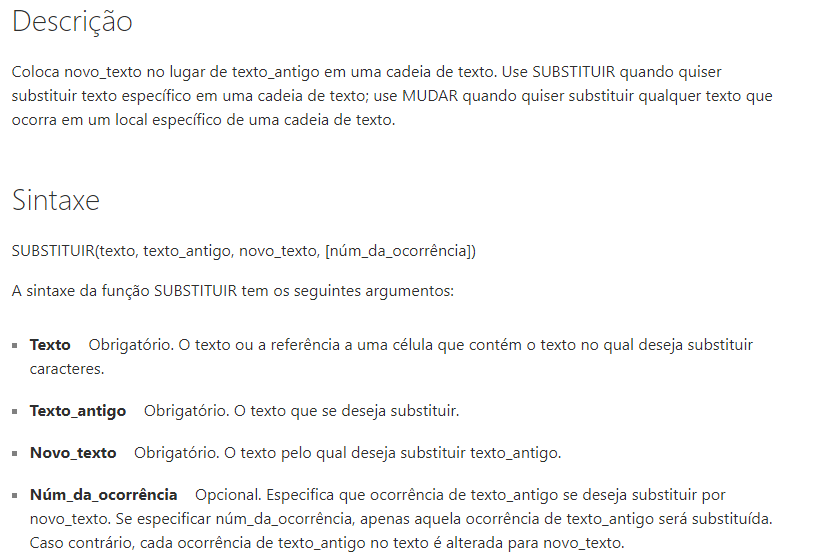 Descrição
Coloca novo_texto no lugar de texto_antigo em uma cadeia de texto. Use SUBSTITUIR quando quiser
substituir texto específico em uma cadeia de texto; use MUDAR quando quiser substituir qualquer texto que
ocorra em um local específico de uma cadeia de texto.
Sintaxe
SUBSTITUIR(texto, texto_antigo, novo_texto, [núm_da_ocorrência])
A sintaxe da função SUBSTITUIR tem os seguintes argumentos:
▪ Texto Obrigatório. O texto ou a referência a uma célula que contém o texto no qual deseja substituir
caracteres.
▪ Texto_antigo Obrigatório. O texto que se deseja substituir.
▪ Novo_texto Obrigatório. O texto pelo qual deseja substituir texto_antigo.
▪ Núm_da_ocorrência Opcional. Especifica que ocorrência de texto_antigo se deseja substituir por
novo_texto. Se especificar núm_da_ocorrência, apenas aquela ocorrência de texto_antigo será substituída.
Caso contrário, cada ocorrência de texto_antigo no texto é alterada para novo_texto.